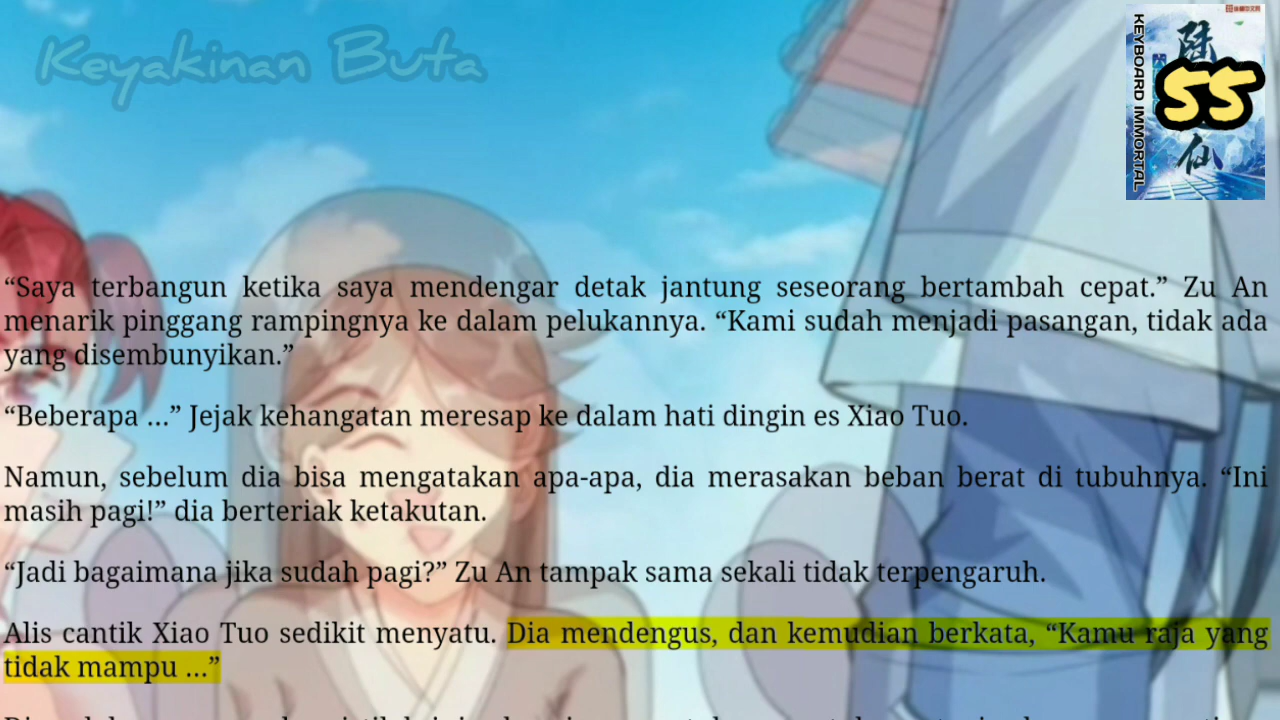 Keyakinan Buta
KEYBOARD IMMORTAL
55
“Saya terbangun ketika saya mendengar detak jantung seseorang bertambah cepat.” Zu An
menarik pinggang rampingnya ke dalam pelukannya. “Kami sudah menjadi pasangan, tidak ada
yang disembunyikan.”
“Beberapa ...” Jejak kehangatan meresap ke dalam hati dingin es Xiao Tuo.
Namun, sebelum dia bisa mengatakan apa-apa, dia merasakan beban berat di tubuhnya. “Ini
masih pagi!” dia berteriak ketakutan.
“Jadi bagaimana jika sudah pagi?” Zu An tampak sama sekali tidak terpengaruh.
Alis cantik Xiao Tuo sedikit menyatu. Dia mendengus, dan kemudian berkata, “Kamu raja yang
tidak mampu ...”